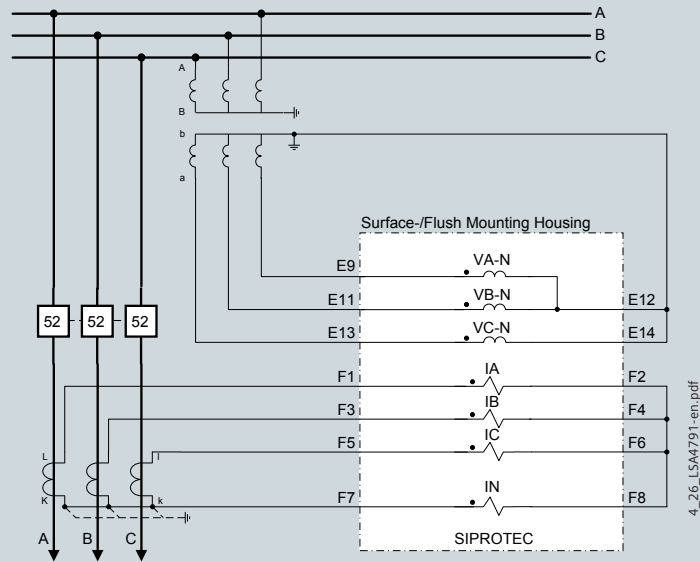 A
B
C
A
B
b
a
Surface-/Flush Mounting Housing
E9 VA-N
E11 VB-N E12
E13 VC-N E14
52 52 52
F1 IA F2
F3 IB F4
F5 IC F6
F7 IN F8
L l
K k
A B C
SIPROTEC
4_26_LSA4791-en.pdf